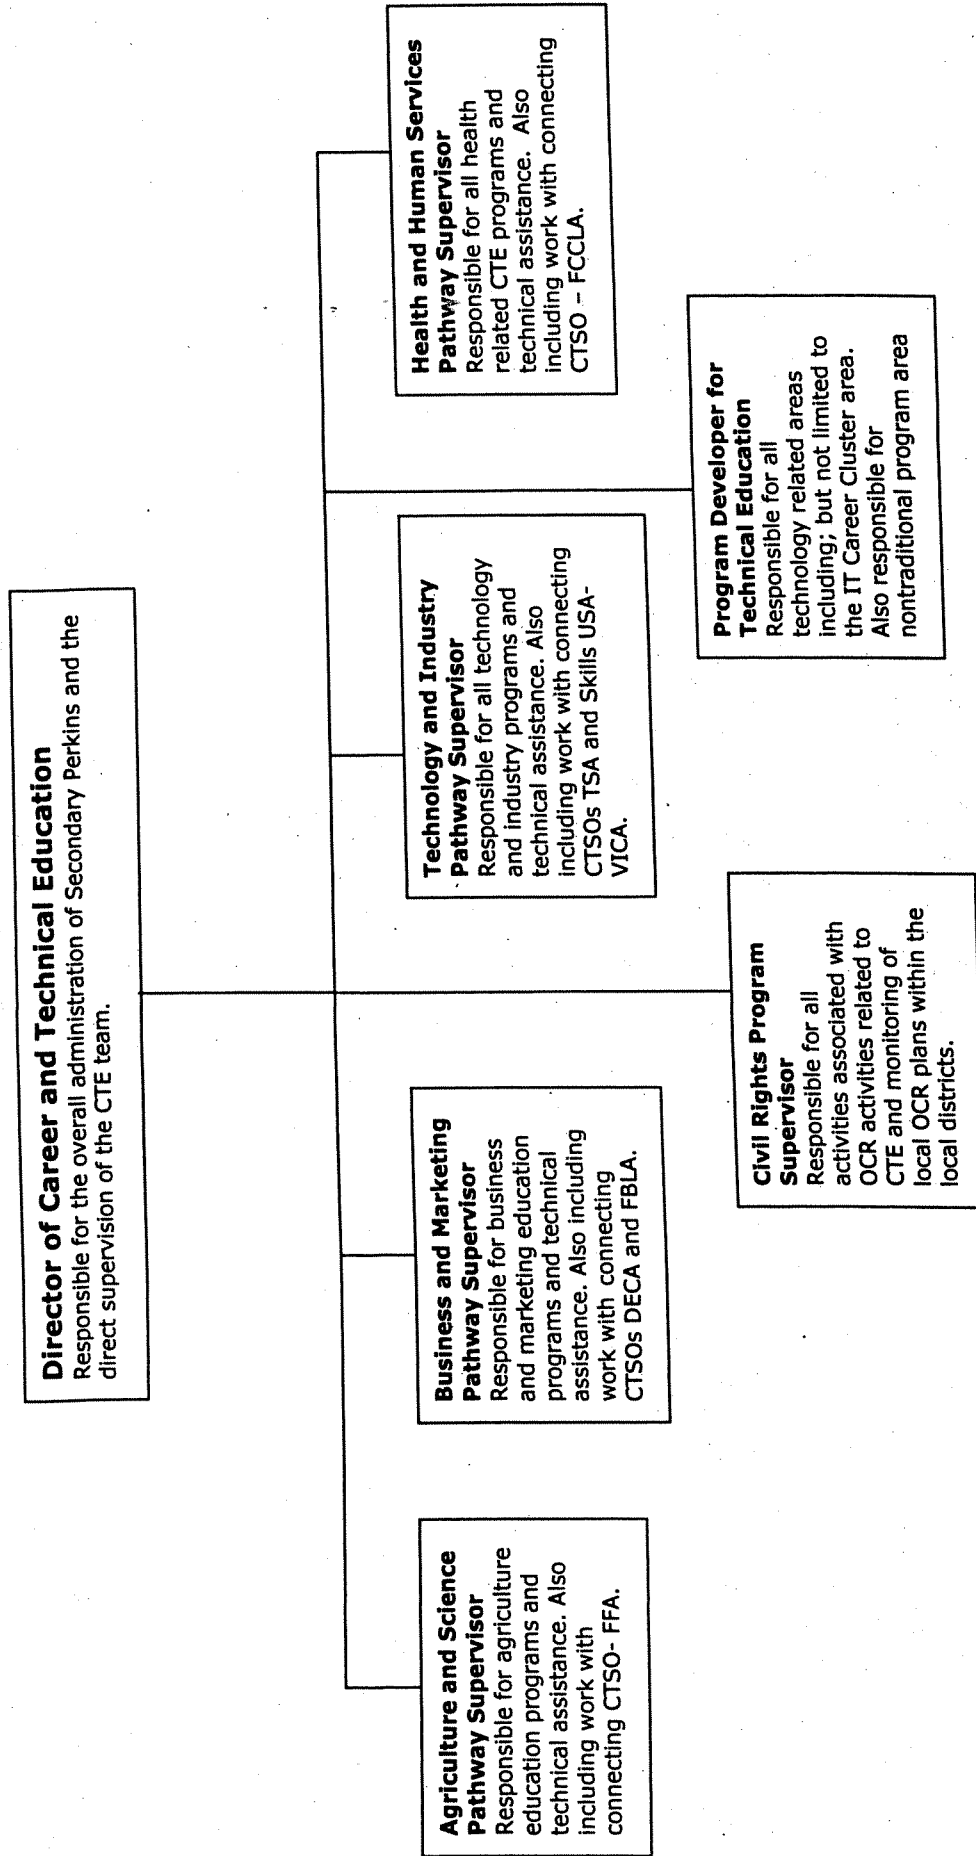 Director of Career and Technical Education
Responsible for the overall administration of Secondary Perkins and the
direct supervision of the CTE team.
Agriculture and Science
Pathway Supervisor
Responsible for agriculture
education programs and
technical assistance. Also
including work with
connecting CTSO- FFA.
Business and Marketing
Pathway Supervisor
Responsible for business
and marketing education
programs and technical
assistance. Also including
work with connecting
CTSOs DECA and FBLA.
Technology and Industry
Pathway Supervisor
Responsible for all technology
and industry programs and
technical assistance. Also
including work with connecting
CTSOs TSA and Skills USA-
VICA.
Health and Human Services
Pathway Supervisor
Responsible for all health
related CTE programs and
technical assistance. Also
including work with connecting
CTSO – FCCLA.
Civil Rights Program
Supervisor
Responsible for all
activities associated with
OCR activities related to
CTE and monitoring of
local OCR plans within the
local districts.
Program Developer for
Technical Education
Responsible for all
technology related areas
including; but not limited to
the IT Career Cluster area.
Also responsible for
nontraditional program area